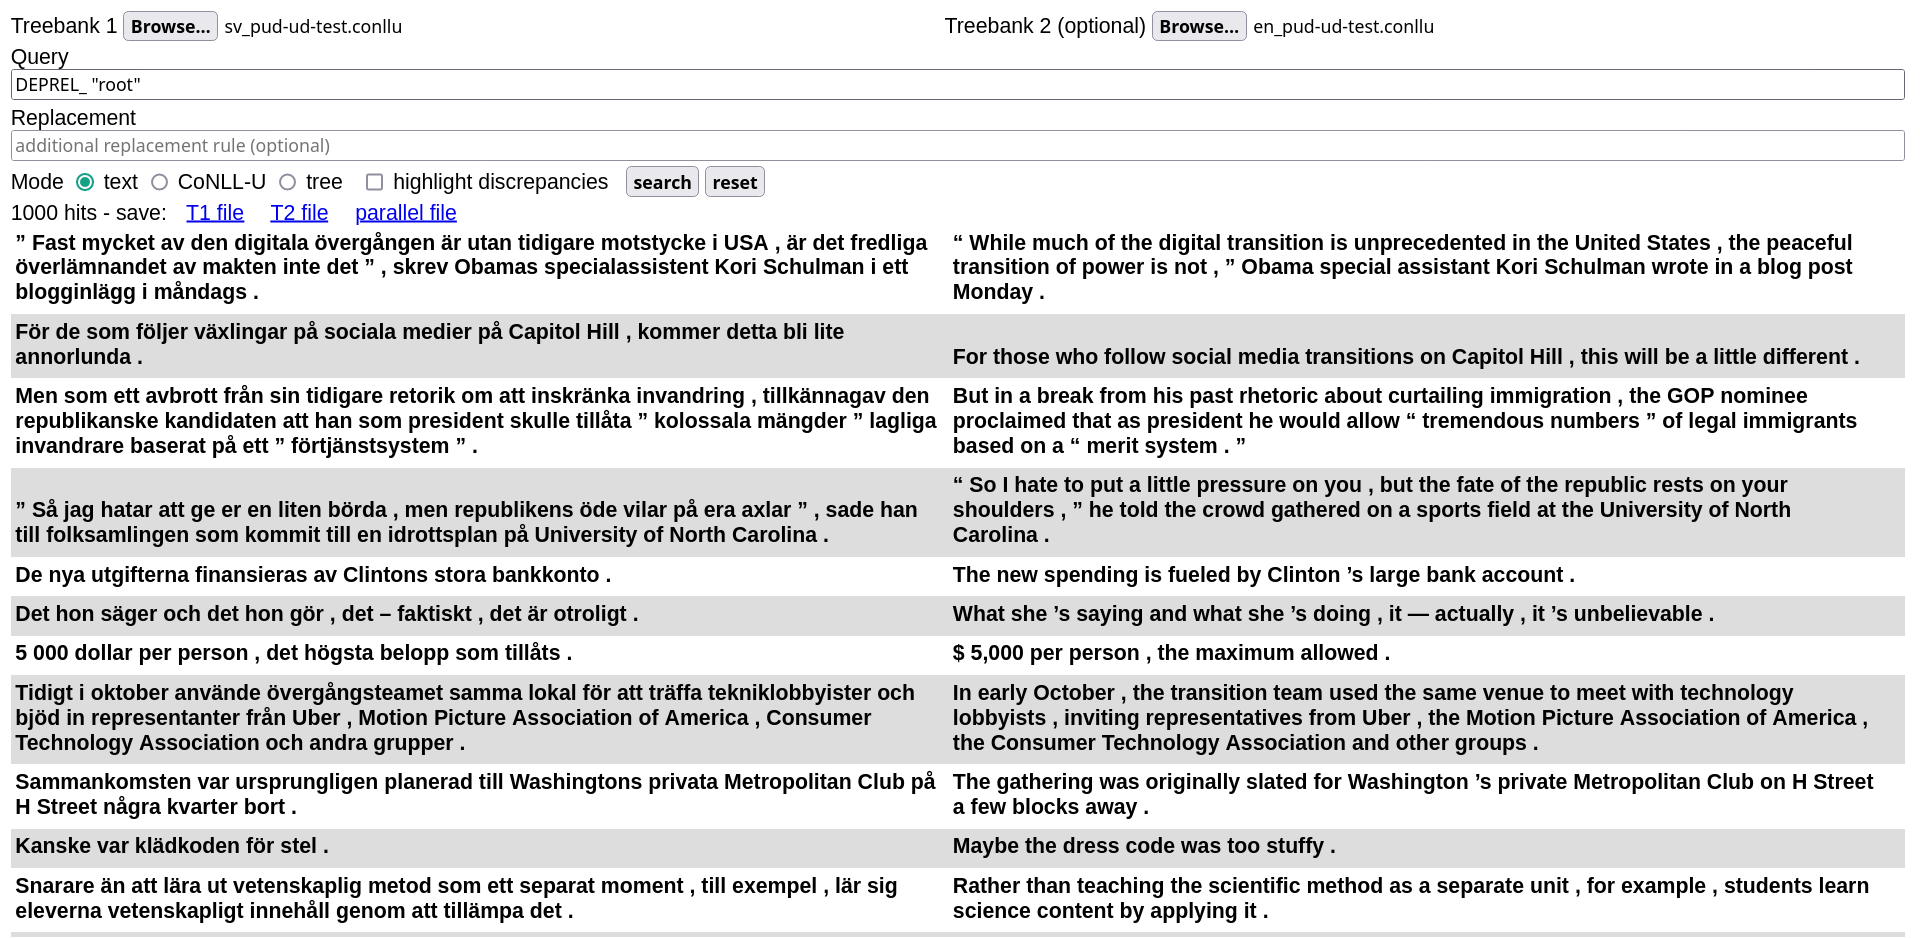 Treebank 1 Browse... sv_pud-ud-test.conllu Treebank 2 (optional) Browse... en_pud-ud-test.conllu
Query
DEPREL_ "root"
Replacement
additional replacement rule (optional)
Mode text CoNLL-U tree highlight discrepancies search reset
1000 hits - save: T1 file T2 file parallel file
” Fast mycket av den digitala övergången är utan tidigare motstycke i USA , är det fredliga
överlämnandet av makten inte det ” , skrev Obamas specialassistent Kori Schulman i ett
blogginlägg i måndags .
“ While much of the digital transition is unprecedented in the United States , the peaceful
transition of power is not , ” Obama special assistant Kori Schulman wrote in a blog post
Monday .
För de som följer växlingar på sociala medier på Capitol Hill , kommer detta bli lite
annorlunda .
For those who follow social media transitions on Capitol Hill , this will be a little different .
Men som ett avbrott från sin tidigare retorik om att inskränka invandring , tillkännagav den
republikanske kandidaten att han som president skulle tillåta ” kolossala mängder ” lagliga
invandrare baserat på ett ” förtjänstsystem ” .
But in a break from his past rhetoric about curtailing immigration , the GOP nominee
proclaimed that as president he would allow “ tremendous numbers ” of legal immigrants
based on a “ merit system . ”
” Så jag hatar att ge er en liten börda , men republikens öde vilar på era axlar ” , sade han
till folksamlingen som kommit till en idrottsplan på University of North Carolina .
“ So I hate to put a little pressure on you , but the fate of the republic rests on your
shoulders , ” he told the crowd gathered on a sports field at the University of North
Carolina .
De nya utgifterna finansieras av Clintons stora bankkonto .
The new spending is fueled by Clinton ’s large bank account .
Det hon säger och det hon gör , det – faktiskt , det är otroligt .
What she ’s saying and what she ’s doing , it — actually , it ’s unbelievable .
5 000 dollar per person , det högsta belopp som tillåts .
$ 5,000 per person , the maximum allowed .
Tidigt i oktober använde övergångsteamet samma lokal för att träffa tekniklobbyister och
bjöd in representanter från Uber , Motion Picture Association of America , Consumer
Technology Association och andra grupper .
In early October , the transition team used the same venue to meet with technology
lobbyists , inviting representatives from Uber , the Motion Picture Association of America ,
the Consumer Technology Association and other groups .
Sammankomsten var ursprungligen planerad till Washingtons privata Metropolitan Club på
H Street några kvarter bort .
The gathering was originally slated for Washington ’s private Metropolitan Club on H Street
a few blocks away .
Kanske var klädkoden för stel .
Maybe the dress code was too stuffy .
Snarare än att lära ut vetenskaplig metod som ett separat moment , till exempel , lär sig
eleverna vetenskapligt innehåll genom att tillämpa det .
Rather than teaching the scientific method as a separate unit , for example , students learn
science content by applying it .